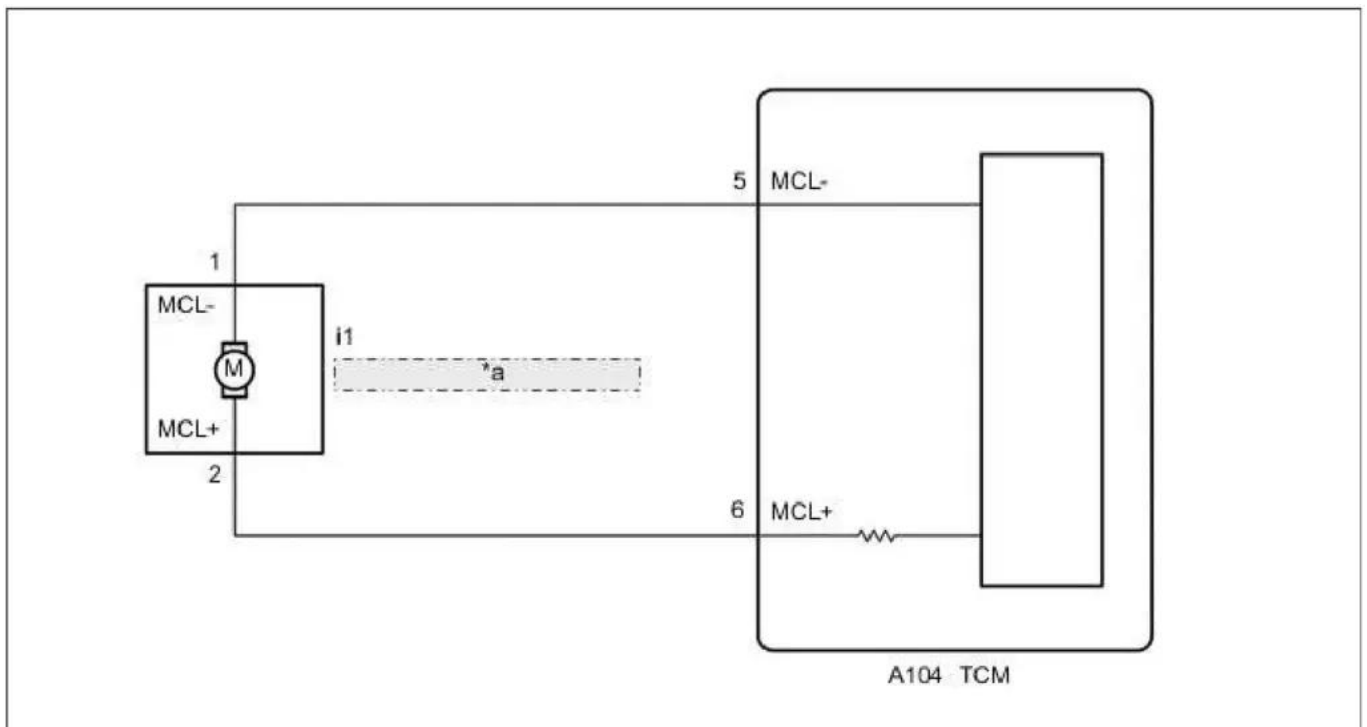 5 MCL-
1
MCL-
i1
*a
M
MCL+
2
6 MCL+
A104 TCM